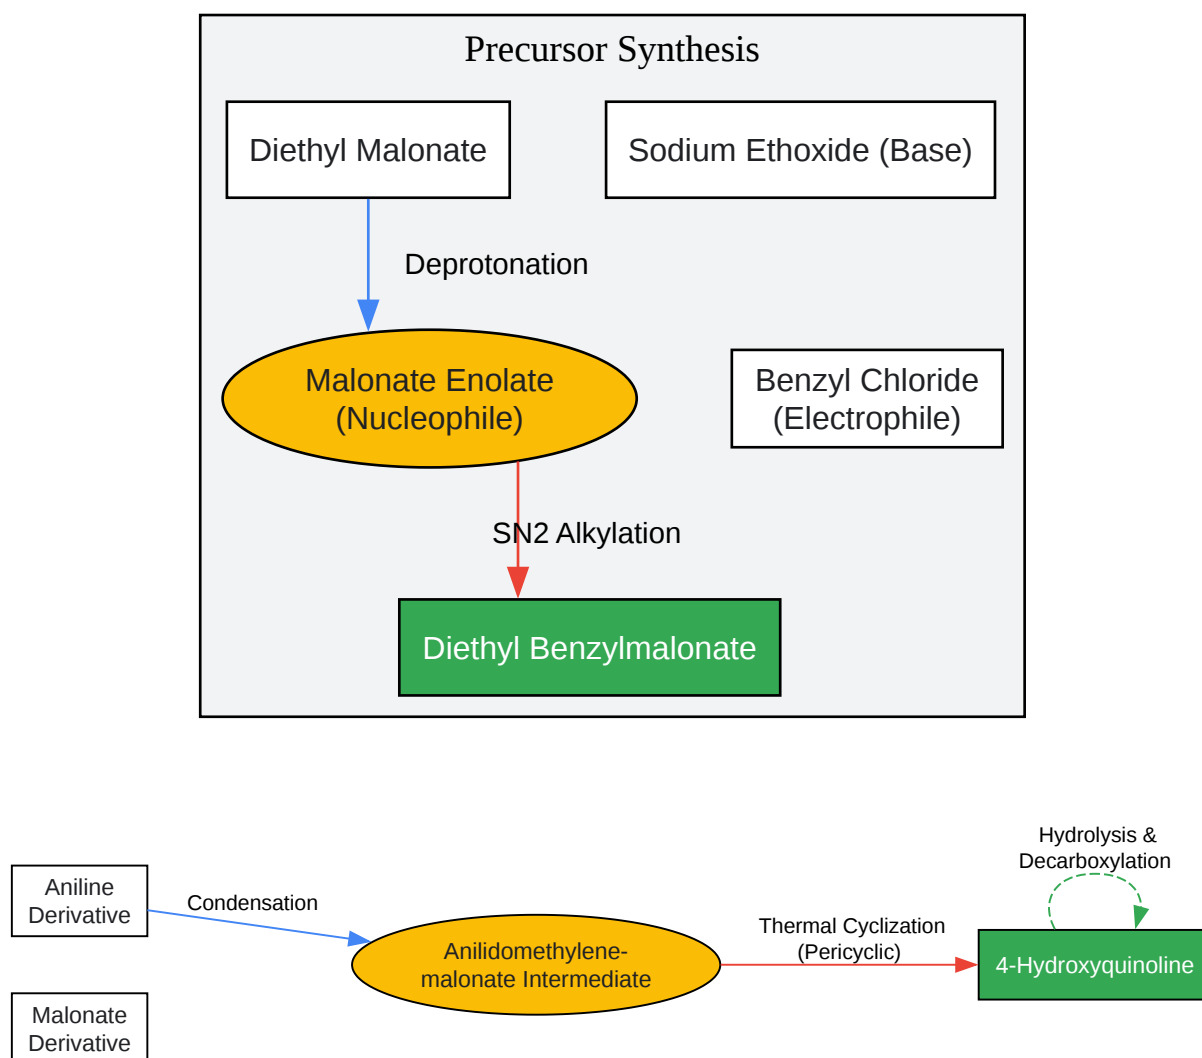 Precursor Synthesis
Diethyl Malonate
Sodium Ethoxide (Base)
Deprotonation
Malonate Enolate
(Nucleophile)
Benzyl Chloride
(Electrophile)
SN2 Alkylation
Diethyl Benzylmalonate
Hydrolysis &
Decarboxylation
Aniline
Derivative
Condensation
Thermal Cyclization
(Pericyclic)
Anilidomethylene-
malonate Intermediate
4-Hydroxyquinoline
Malonate
Derivative